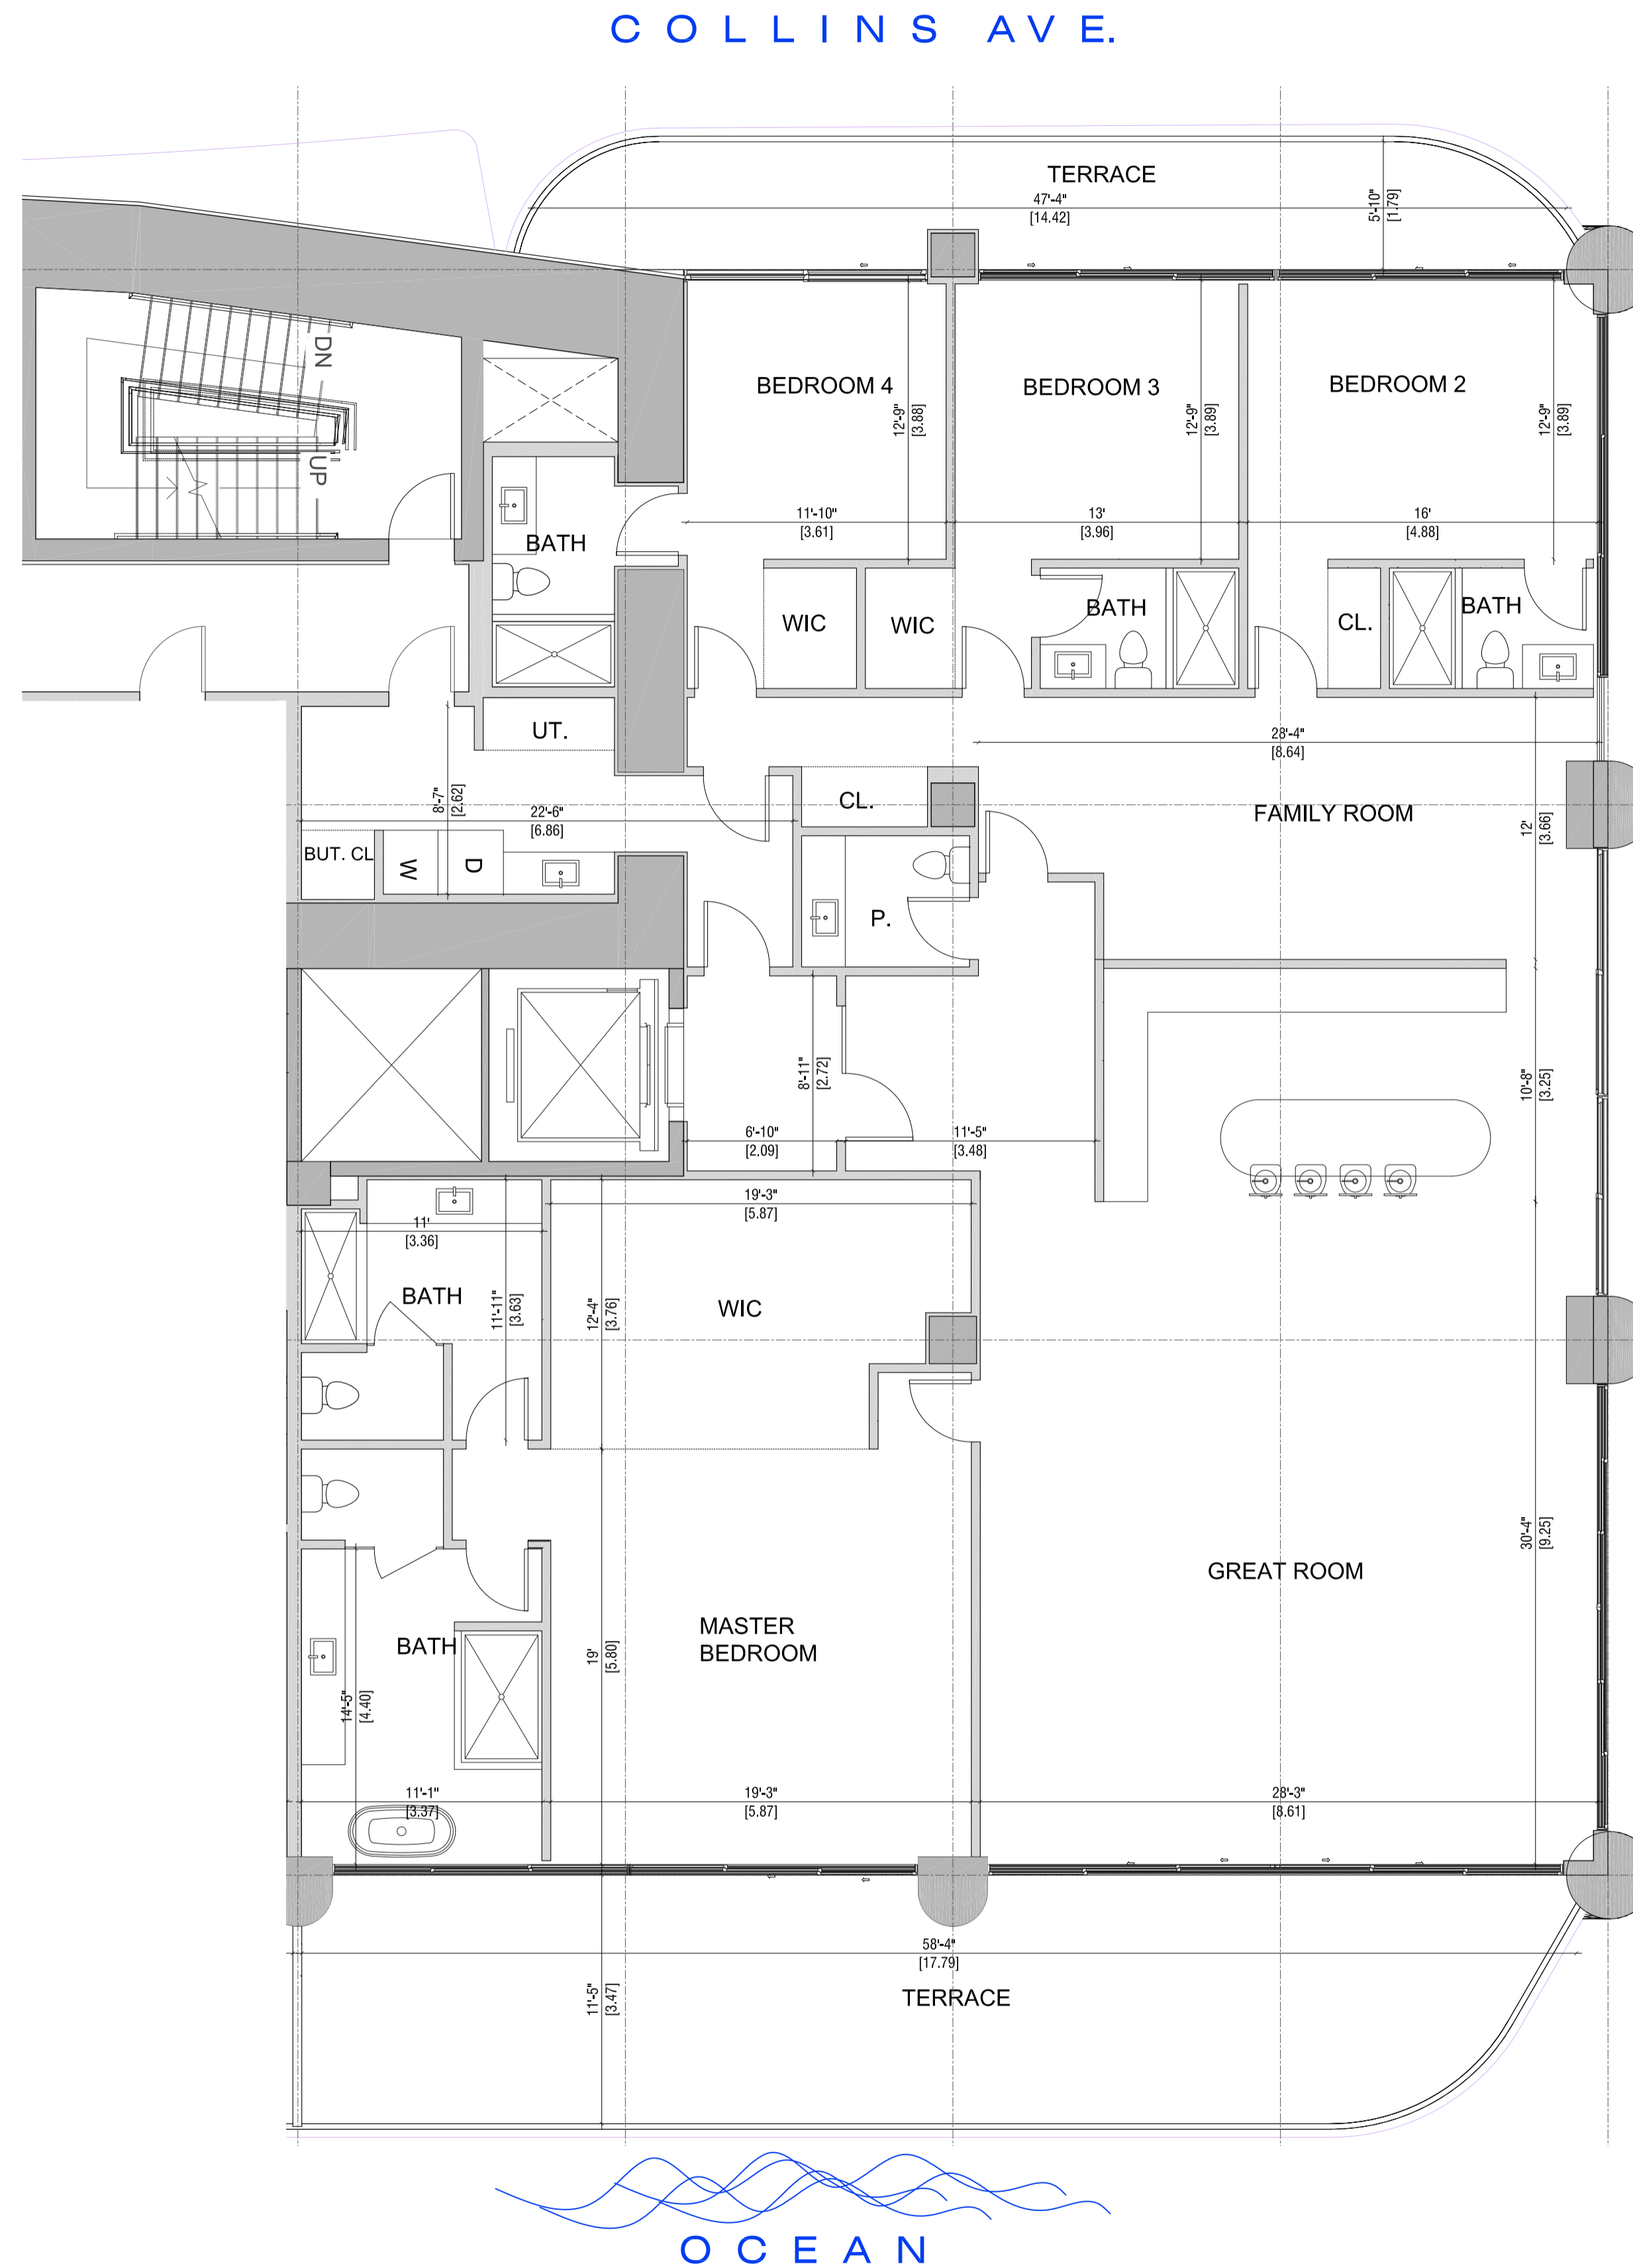 COLLINS AVE.
TERRACE
47'-4"
[14.42]
5'-10"
[1.79]
DN
UP
BEDROOM 4
12'-9"
[3.88]
BEDROOM 3
12'-9"
[3.89]
BEDROOM 2
12'-9"
[3.89]
11'-10"
[3.61]
13'
[3.96]
16'
[4.88]
BATH
WIC
WIC
BATH
CL.
BATH
UT.
28'-4"
[8.64]
8'-7"
[2.62]
22'-6"
[6.86]
CL.
FAMILY ROOM
12'
[3.66]
BUT. CL
W
D
P.
8'-11"
[2.72]
10'-8"
[3.25]
6'-10"
[2.09]
11'-5"
[3.48]
19'-3"
[5.87]
11'
[3.36]
BATH
11'-11"
[3.63]
12'-4"
[3.76]
WIC
30'-4"
[9.25]
GREAT ROOM
MASTER
BEDROOM
BATH
19'
[5.80]
14'-5"
[4.40]
11'-1"
[3.37]
19'-3"
[5.87]
28'-3"
[8.61]
58'-4"
[17.79]
11'-5"
[3.47]
TERRACE
OCEAN